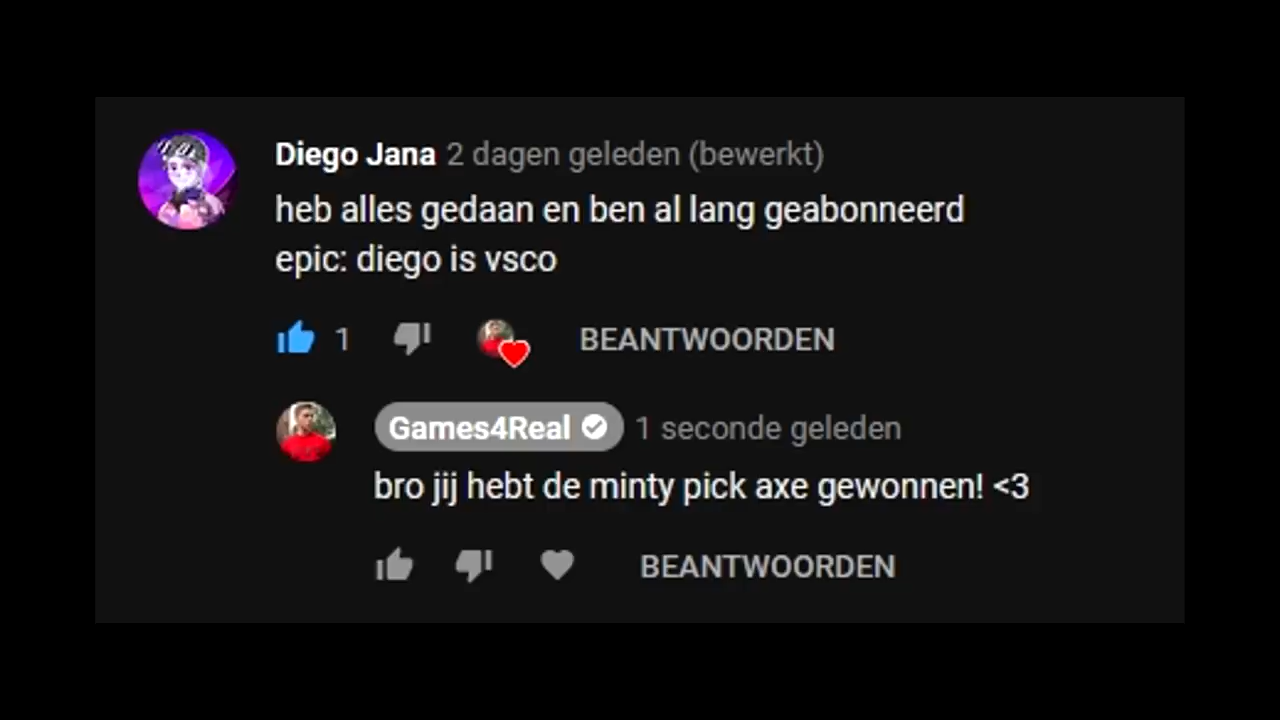 Diego Jana 2 dagen geleden (bewerkt)
heb alles gedaan en ben al lang geabonneerd
epic: diego is vsco
1 BEANTWOORDEN
Games4Real 1 seconde geleden
bro jij hebt de minty pick axe gewonnen! <3
BEANTWOORDEN